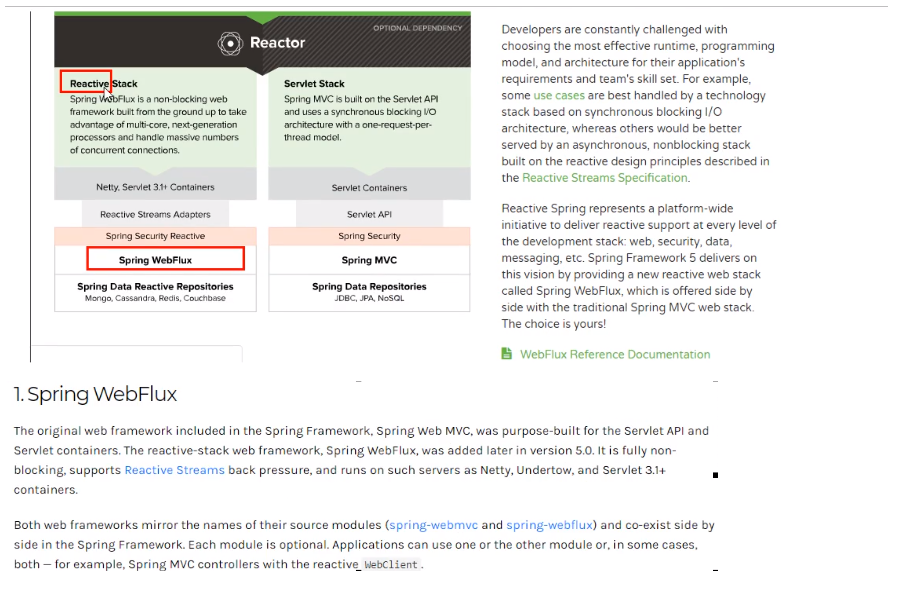 OPTIONAL DEPENDENCY
Reactor
Reactive Stack
Spring WebFlux is a non-blocking web
framework built from the ground up to take
advantage of multi-core, next-generation
processors and handle massive numbers
of concurrent connections.
Netty, Servlet 3.1+ Containers
Reactive Streams Adapters
Spring Security Reactive
Spring WebFlux
Spring Data Reactive Repositories
Mongo, Cassandra, Redis, Couchbase
Servlet Stack
Spring MVC is built on the Servlet API
and uses a synchronous blocking I/O
architecture with a one-request-per-
thread model.
Servlet Containers
Servlet API
Spring Security
Spring MVC
Spring Data Repositories
JDBC, JPA, NoSQL
Developers are constantly challenged with
choosing the most effective runtime, programming
model, and architecture for their application's
requirements and team's skill set. For example,
some use cases are best handled by a technology
stack based on synchronous blocking I/O
architecture, whereas others would be better
served by an asynchronous, nonblocking stack
built on the reactive design principles described in
the Reactive Streams Specification.
Reactive Spring represents a platform-wide
initiative to deliver reactive support at every level of
the development stack: web, security, data,
messaging, etc. Spring Framework 5 delivers on
this vision by providing a new reactive web stack
called Spring WebFlux, which is offered side by
side with the traditional Spring MVC web stack.
The choice is yours!
WebFlux Reference Documentation
1. Spring WebFlux
The original web framework included in the Spring Framework, Spring Web MVC, was purpose-built for the Servlet API and
Servlet containers. The reactive-stack web framework, Spring WebFlux, was added later in version 5.0. It is fully non-
blocking, supports Reactive Streams back pressure, and runs on such servers as Netty, Undertow, and Servlet 3.1+
containers.
Both web frameworks mirror the names of their source modules (spring-webmvc and spring-webflux) and co-exist side by
side in the Spring Framework. Each module is optional. Applications can use one or the other module or, in some cases,
both — for example, Spring MVC controllers with the reactive WebClient.